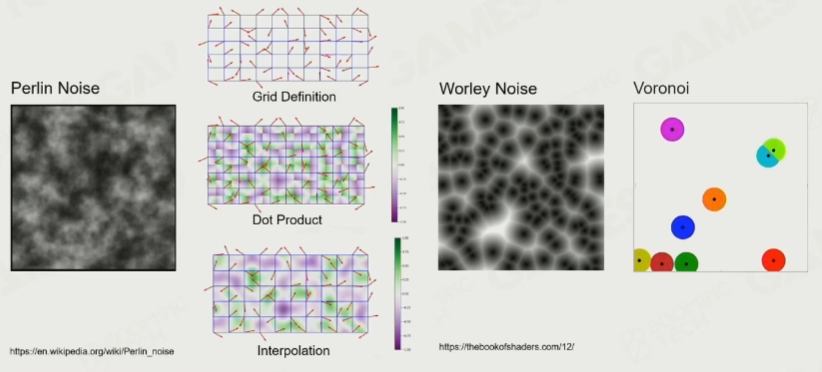 Perlin Noise
Grid Definition
Dot Product
Interpolation
https://en.wikipedia.org/wiki/Perlin_noise
Worley Noise
https://thebookofshaders.com/12/
Voronoi
GAMES